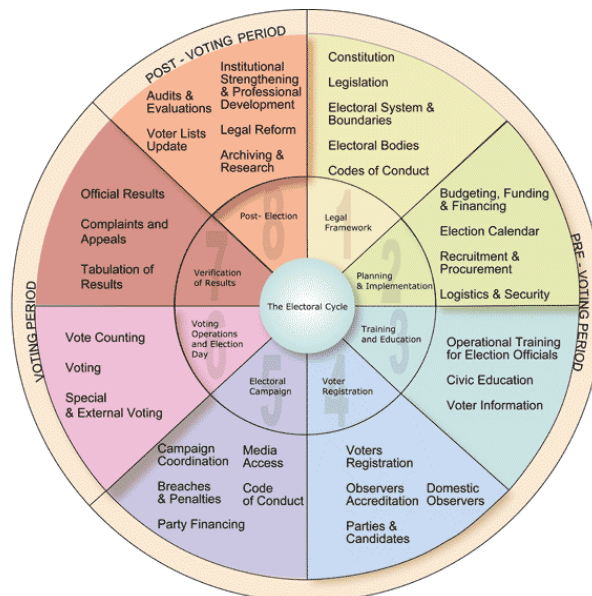 POST - VOTING PERIOD
PRE - VOTING PERIOD
VOTING PERIOD
The Electoral Cycle
1
Legal
Framework
Constitution
Legislation
Electoral System &
Boundaries
Electoral Bodies
Codes of Conduct
2
Planning
& Implementation
Budgeting, Funding
& Financing
Election Calendar
Recruitment &
Procurement
Logistics & Security
3
Training
and Education
Operational Training
for Election Officials
Civic Education
Voter Information
4
Voter
Registration
Voters
Registration
Observers
Accreditation
Domestic
Observers
Parties &
Candidates
5
Electoral
Campaign
Campaign
Coordination
Media
Access
Breaches
& Penalties
Code
of Conduct
Party Financing
6
Voting
Operations
and Election
Day
Vote Counting
Voting
Special
& External Voting
7
Verification
of Results
Official Results
Complaints and
Appeals
Tabulation of
Results
8
Post- Election
Audits &
Evaluations
Voter Lists
Update
Institutional
Strengthening
& Professional
Development
Legal Reform
Archiving &
Research